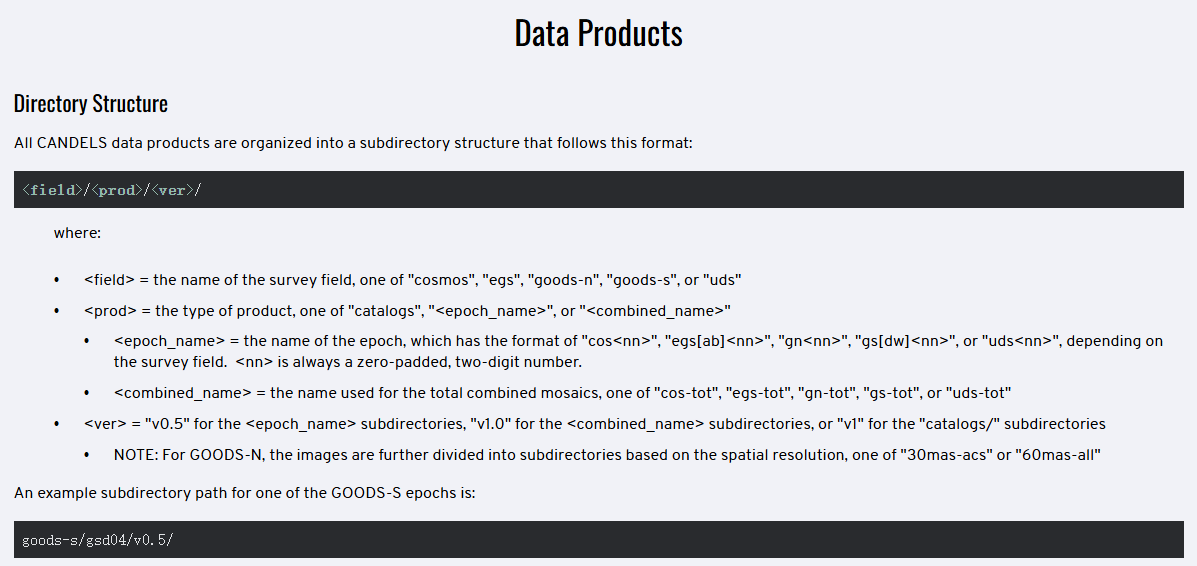 Data Products
Directory Structure
All CANDELS data products are organized into a subdirectory structure that follows this format:
<field>/<prod>/<ver>/
where:
• <field> = the name of the survey field, one of "cosmos", "egs", "goods-n", "goods-s", or "uds"
• <prod> = the type of product, one of "catalogs", "<epoch_name>", or "<combined_name>"
• <epoch_name> = the name of the epoch, which has the format of "cos<nn>", "egs[ab]<nn>", "gn<nn>", "gs[dw]<nn>", or "uds<nn>", depending on
the survey field.  <nn> is always a zero-padded, two-digit number.
• <combined_name> = the name used for the total combined mosaics, one of "cos-tot", "egs-tot", "gn-tot", "gs-tot", or "uds-tot"
• <ver> = "v0.5" for the <epoch_name> subdirectories, "v1.0" for the <combined_name> subdirectories, or "v1" for the "catalogs/" subdirectories
• NOTE: For GOODS-N, the images are further divided into subdirectories based on the spatial resolution, one of "30mas-acs" or "60mas-all"
An example subdirectory path for one of the GOODS-S epochs is:
goods-s/gsd04/v0.5/